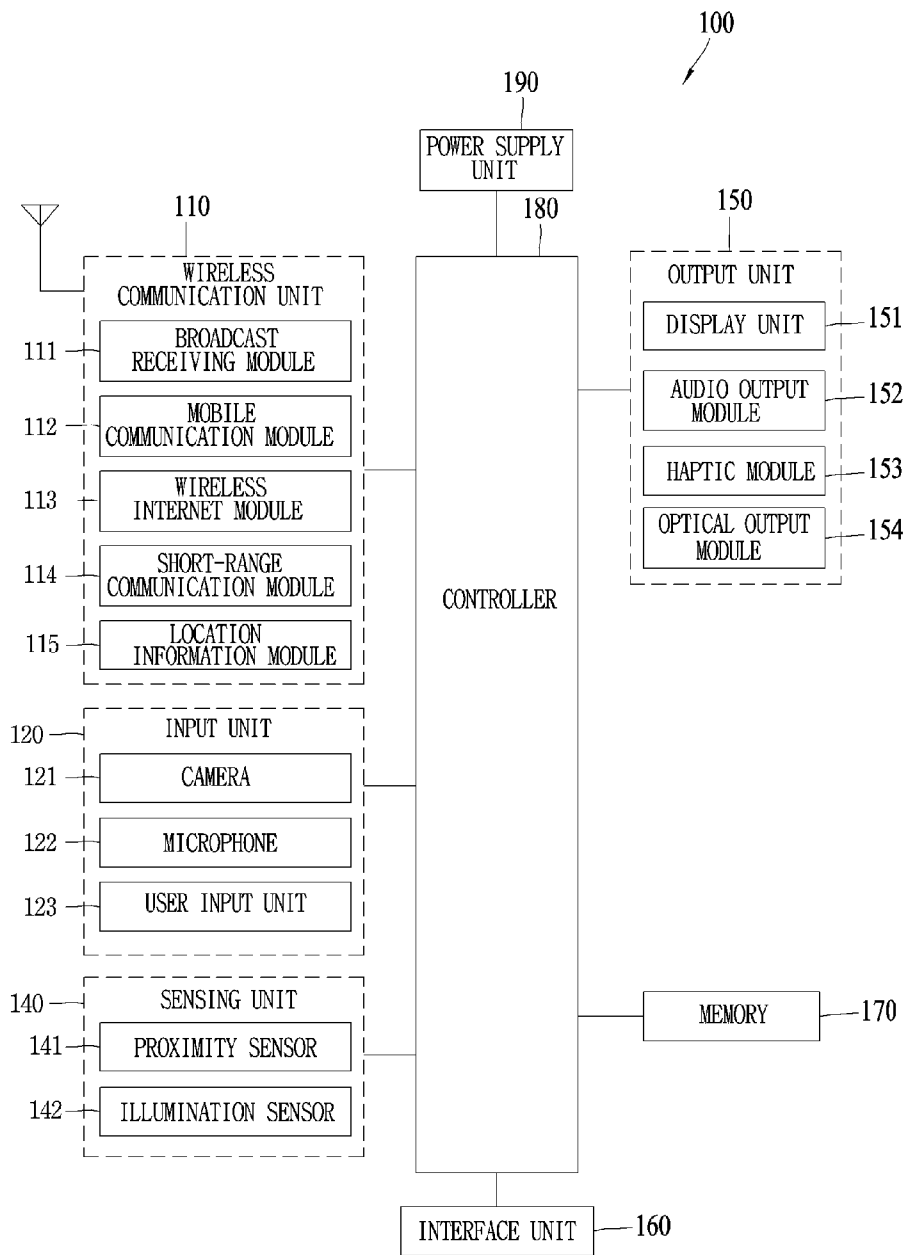 100
190
POWER SUPPLY
UNIT
110
180
150
WIRELESS
COMMUNICATION UNIT
111
BROADCAST
RECEIVING MODULE
112
MOBILE
COMMUNICATION MODULE
113
WIRELESS
INTERNET MODULE
114
SHORT-RANGE
COMMUNICATION MODULE
115
LOCATION
INFORMATION MODULE
120
INPUT UNIT
121
CAMERA
122
MICROPHONE
123
USER INPUT UNIT
140
SENSING UNIT
141
PROXIMITY SENSOR
142
ILLUMINATION SENSOR
CONTROLLER
OUTPUT UNIT
DISPLAY UNIT
151
AUDIO OUTPUT
MODULE
152
HAPTIC MODULE
153
OPTICAL OUTPUT
MODULE
154
MEMORY
170
INTERFACE UNIT
160